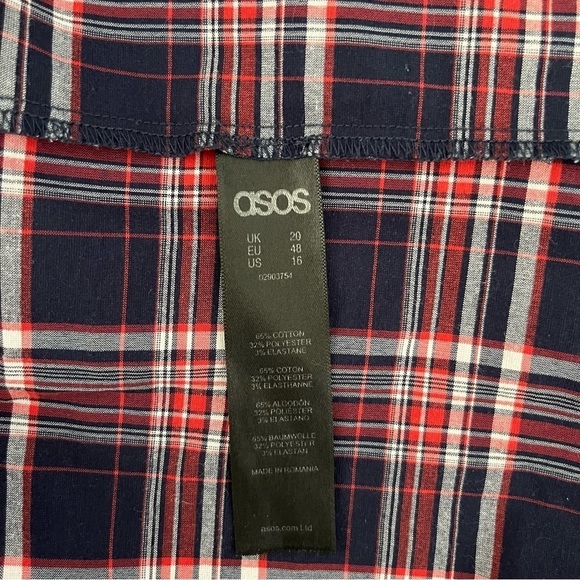 asos
UK 20
EU 48
US 16
02903754
65% COTTON
32% POLYESTER
3% ELASTANE
65% COTON
32% POLYESTER
3% ELASTHANNE
65% ALGODÓN
32% POLIÉSTER
3% ELASTANO
65% BAUMWOLLE
32% POLYESTER
3% ELASTAN
MADE IN ROMANIA
asos.com Ltd